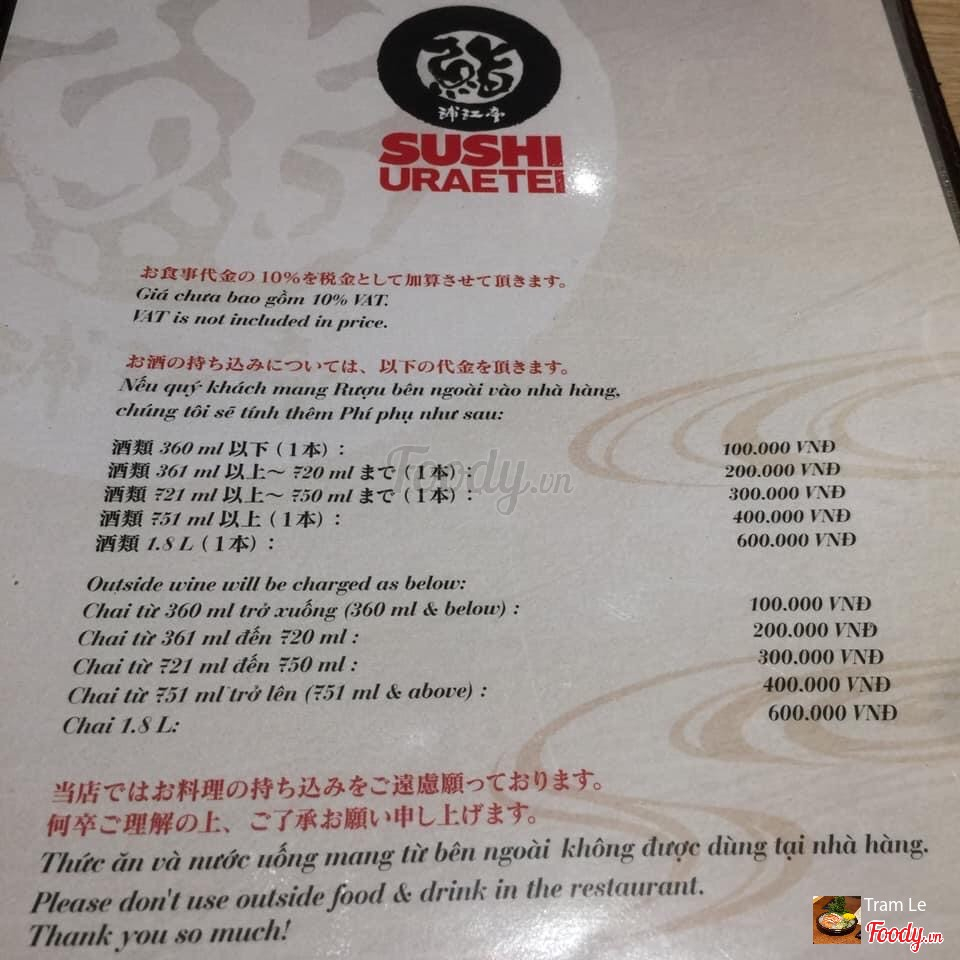 鮨
浦江亭
SUSHI
URAETEI
お食事代金の10%を税金として加算させて頂きます。
Giá chưa bao gồm 10% VAT.
VAT is not included in price.
お酒の持ち込みについては、以下の代金を頂きます。
Nếu quý khách mang Rượu bên ngoài vào nhà hàng,
chúng tôi sẽ tính thêm Phí phụ như sau:
酒類 360 ml 以下 (1本) : 100.000 VNĐ
酒類 361 ml 以上～ 720 ml まで (1本) : 200.000 VNĐ
酒類 721 ml 以上～ 750 ml まで (1本) : 300.000 VNĐ
酒類 751 ml 以上 (1本) : 400.000 VNĐ
酒類 1.8 L (1本) : 600.000 VNĐ
Foody.vn
Outside wine will be charged as below:
Chai từ 360 ml trở xuống (360 ml & below) : 100.000 VNĐ
Chai từ 361 ml đến 720 ml : 200.000 VNĐ
Chai từ 721 ml đến 750 ml : 300.000 VNĐ
Chai từ 751 ml trở lên (751 ml & above) : 400.000 VNĐ
Chai 1.8 L: 600.000 VNĐ
当店ではお料理の持ち込みをご遠慮願っております。
何卒ご理解の上、ご了承お願い申し上げます。
Thức ăn và nước uống mang từ bên ngoài không được dùng tại nhà hàng.
Please don't use outside food & drink in the restaurant.
Thank you so much!
Tram Le
Foody.vn